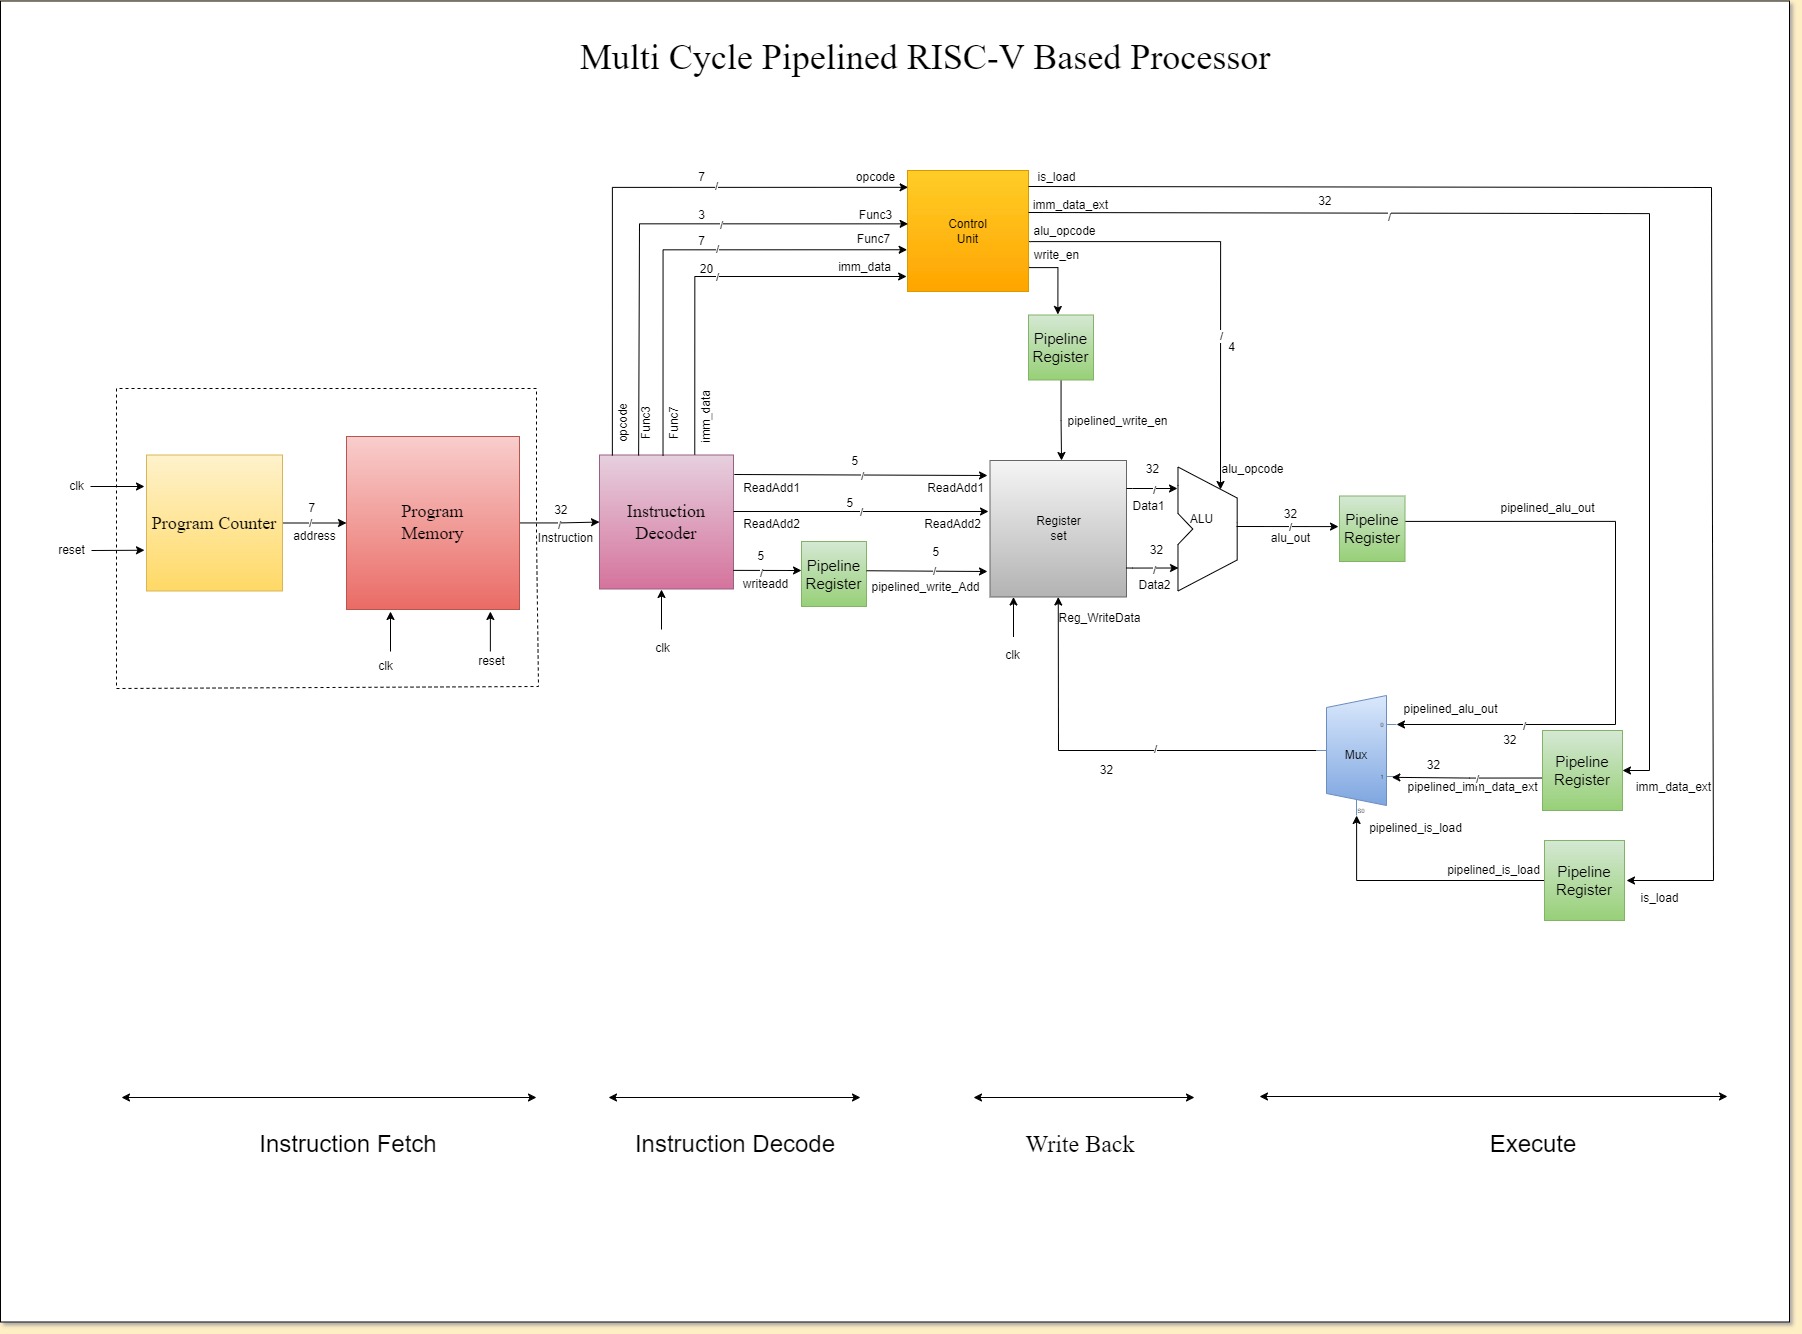 Multi Cycle Pipelined RISC-V Based Processor
7
opcode
is_load
3
Func3
imm_data_ext
32
7
Func7
Control
Unit
alu_opcode
20
imm_data
write_en
Pipeline
Register
4
opcode
Func3
Func7
imm_data
pipelined_write_en
clk
reset
Program Counter
7
address
Program
Memory
clk
reset
32
Instruction
Instruction
Decoder
clk
5
ReadAdd1
ReadAdd1
5
ReadAdd2
ReadAdd2
5
writeadd
Pipeline
Register
5
pipelined_write_Add
Register
set
clk
Reg_WriteData
32
Data1
32
Data2
alu_opcode
ALU
32
alu_out
Pipeline
Register
pipelined_alu_out
pipelined_alu_out
32
0
Mux
1
S0
32
pipelined_imm_data_ext
Pipeline
Register
imm_data_ext
32
pipelined_is_load
pipelined_is_load
Pipeline
Register
is_load
Instruction Fetch
Instruction Decode
Write Back
Execute